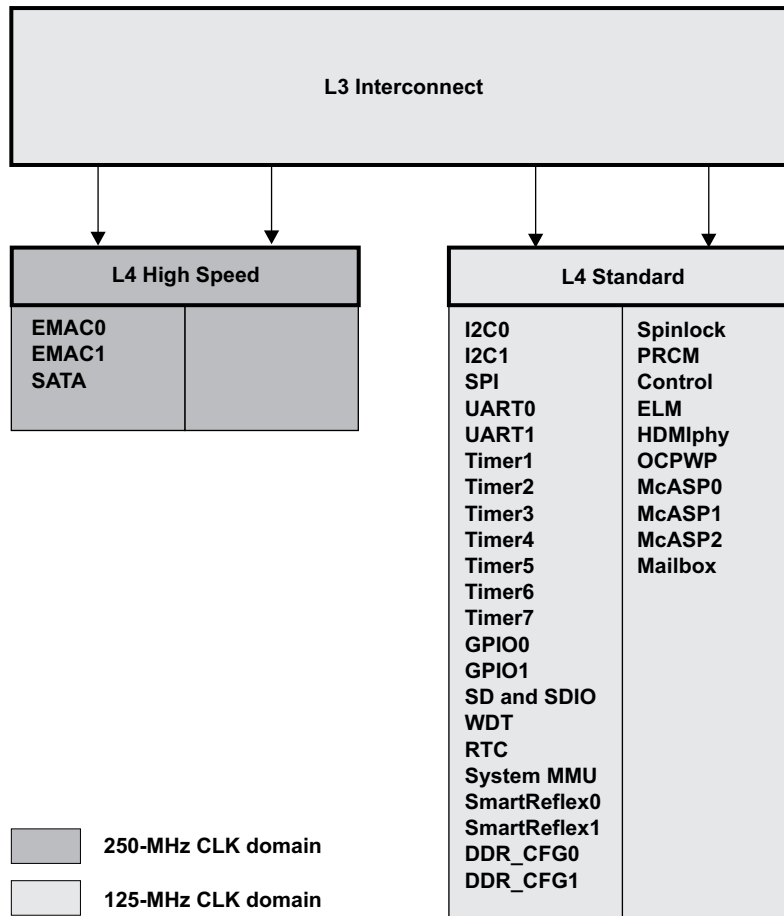 L3 Interconnect
L4 High Speed
EMAC0
EMAC1
SATA
L4 Standard
I2C0
I2C1
SPI
UART0
UART1
Timer1
Timer2
Timer3
Timer4
Timer5
Timer6
Timer7
GPIO0
GPIO1
SD and SDIO
WDT
RTC
System MMU
SmartReflex0
SmartReflex1
DDR_CFG0
DDR_CFG1
Spinlock
PRCM
Control
ELM
HDMIphy
OCPWP
McASP0
McASP1
McASP2
Mailbox
250-MHz CLK domain
125-MHz CLK domain